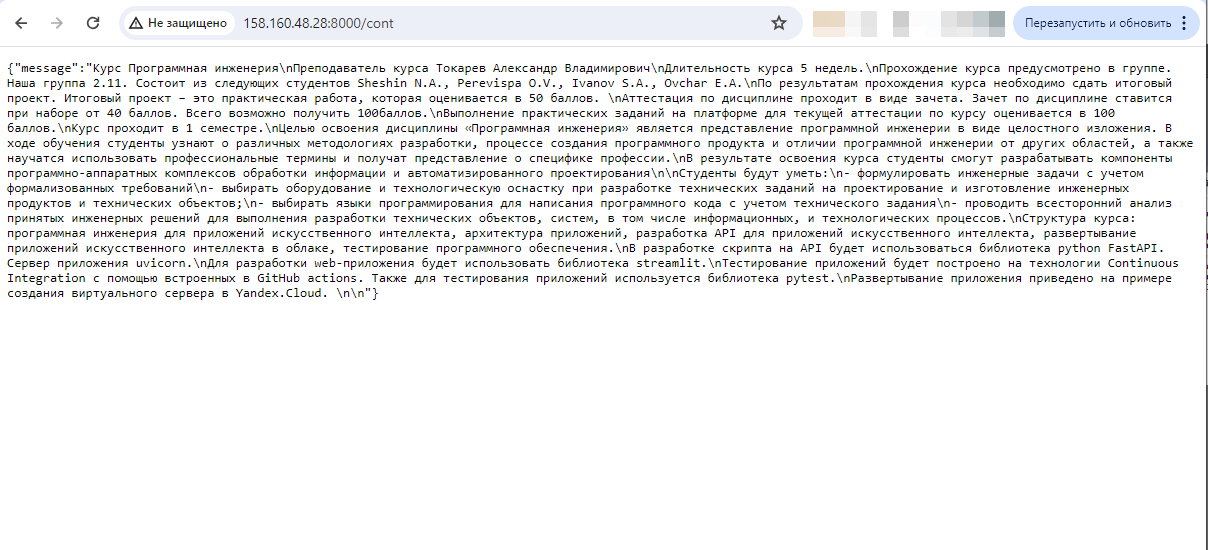 Не защищено
158.160.48.28:8000/cont
Перезапустить и обновить
{"message":"Курс Программная инженерия\nПреподаватель курса Токарев Александр Владимирович\nДлительность курса 5 недель.\nПрохождение курса предусмотрено в группе.
Наша группа 2.11. Состоит из следующих студентов Sheshin N.A., Perevispa O.V., Ivanov S.A., Ovchar E.A.\nПо результатам прохождения курса необходимо сдать итоговый
проект. Итоговый проект – это практическая работа, которая оценивается в 50 баллов. \nАттестация по дисциплине проходит в виде зачета. Зачет по дисциплине ставится
при наборе от 40 баллов. Всего возможно получить 100баллов.\nВыполнение практических заданий на платформе для текущей аттестации по курсу оценивается в 100
баллов.\nКурс проходит в 1 семестре.\nЦелью освоения дисциплины «Программная инженерия» является представление программной инженерии в виде целостного изложения. В
ходе обучения студенты узнают о различных методологиях разработки, процессе создания программного продукта и отличии программной инженерии от других областей, а также
научатся использовать профессиональные термины и получат представление о специфике профессии.\nВ результате освоения курса студенты смогут разрабатывать компоненты
программно-аппаратных комплексов обработки информации и автоматизированного проектирования\n\nСтуденты будут уметь:\n- формулировать инженерные задачи с учетом
формализованных требований\n- выбирать оборудование и технологическую оснастку при разработке технических заданий на проектирование и изготовление инженерных
продуктов и технических объектов;\n- выбирать языки программирования для написания программного кода с учетом технического задания\n- проводить всесторонний анализ
принятых инженерных решений для выполнения разработки технических объектов, систем, в том числе информационных, и технологических процессов.\nСтруктура курса:
программная инженерия для приложений искусственного интеллекта, архитектура приложений, разработка API для приложений искусственного интеллекта, развертывание
приложений искусственного интеллекта в облаке, тестирование программного обеспечения.\nВ разработке скрипта на API будет использоваться библиотека python FastAPI.
Сервер приложения uvicorn.\nДля разработки web-приложения будет использовать библиотека streamlit.\nТестирование приложений будет построено на технологии Continuous
Integration с помощью встроенных в GitHub actions. Также для тестирования приложений используется библиотека pytest.\nРазвертывание приложения приведено на примере
создания виртуального сервера в Yandex.Cloud. \n\n"}